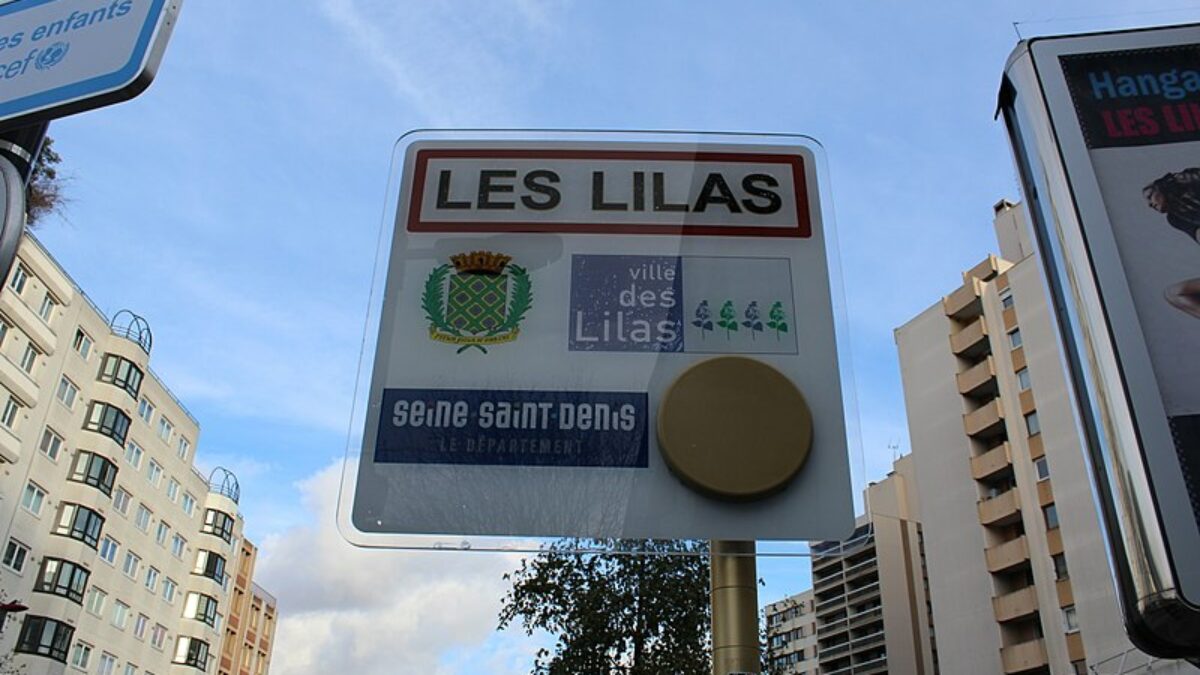 es enfants
cef
LES LILAS
ville
des
Lilas
SEINE-SAINT-DENIS
LE DÉPARTEMENT
Hanga
LES LI